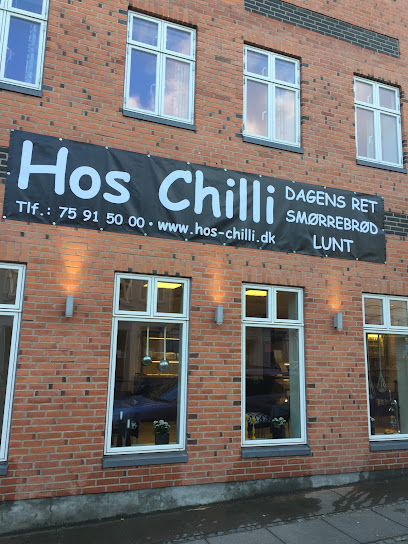 Hos Chilli
Tlf.: 75 91 50 00 • www.hos-chilli.dk
DAGENS RET
SMØRREBRØD
LUNT